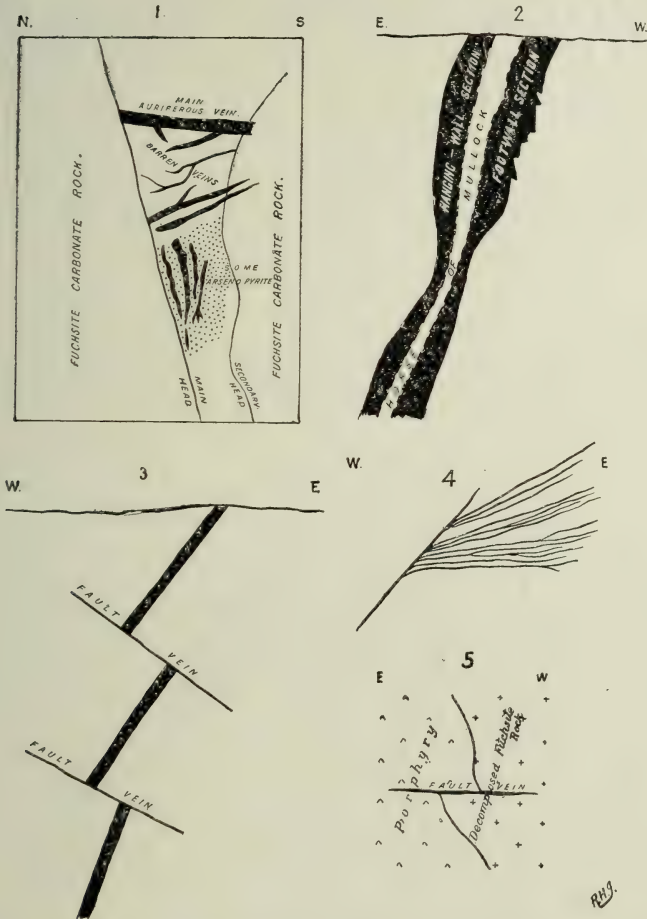 N. 1. S
MAIN
AURIFEROUS VEIN.
BARREN
VEINS
FUCHSITE CARBONATE ROCK.
FUCHSITE CARBONATE ROCK.
SOME
ARSENO PYRITE
MAIN
HEAD
SECONDARY
HEAD
E. 2 W.
HANGING-WALL SECTION
HORSE OF MULLOCK
FOOTWALL SECTION
W. 3 E
FAULT VEIN
FAULT VEIN
W. 4 E
5
E W
Porphyry
Decomposed Fuchsite
Rock
FAULT VEIN
R.H.J.